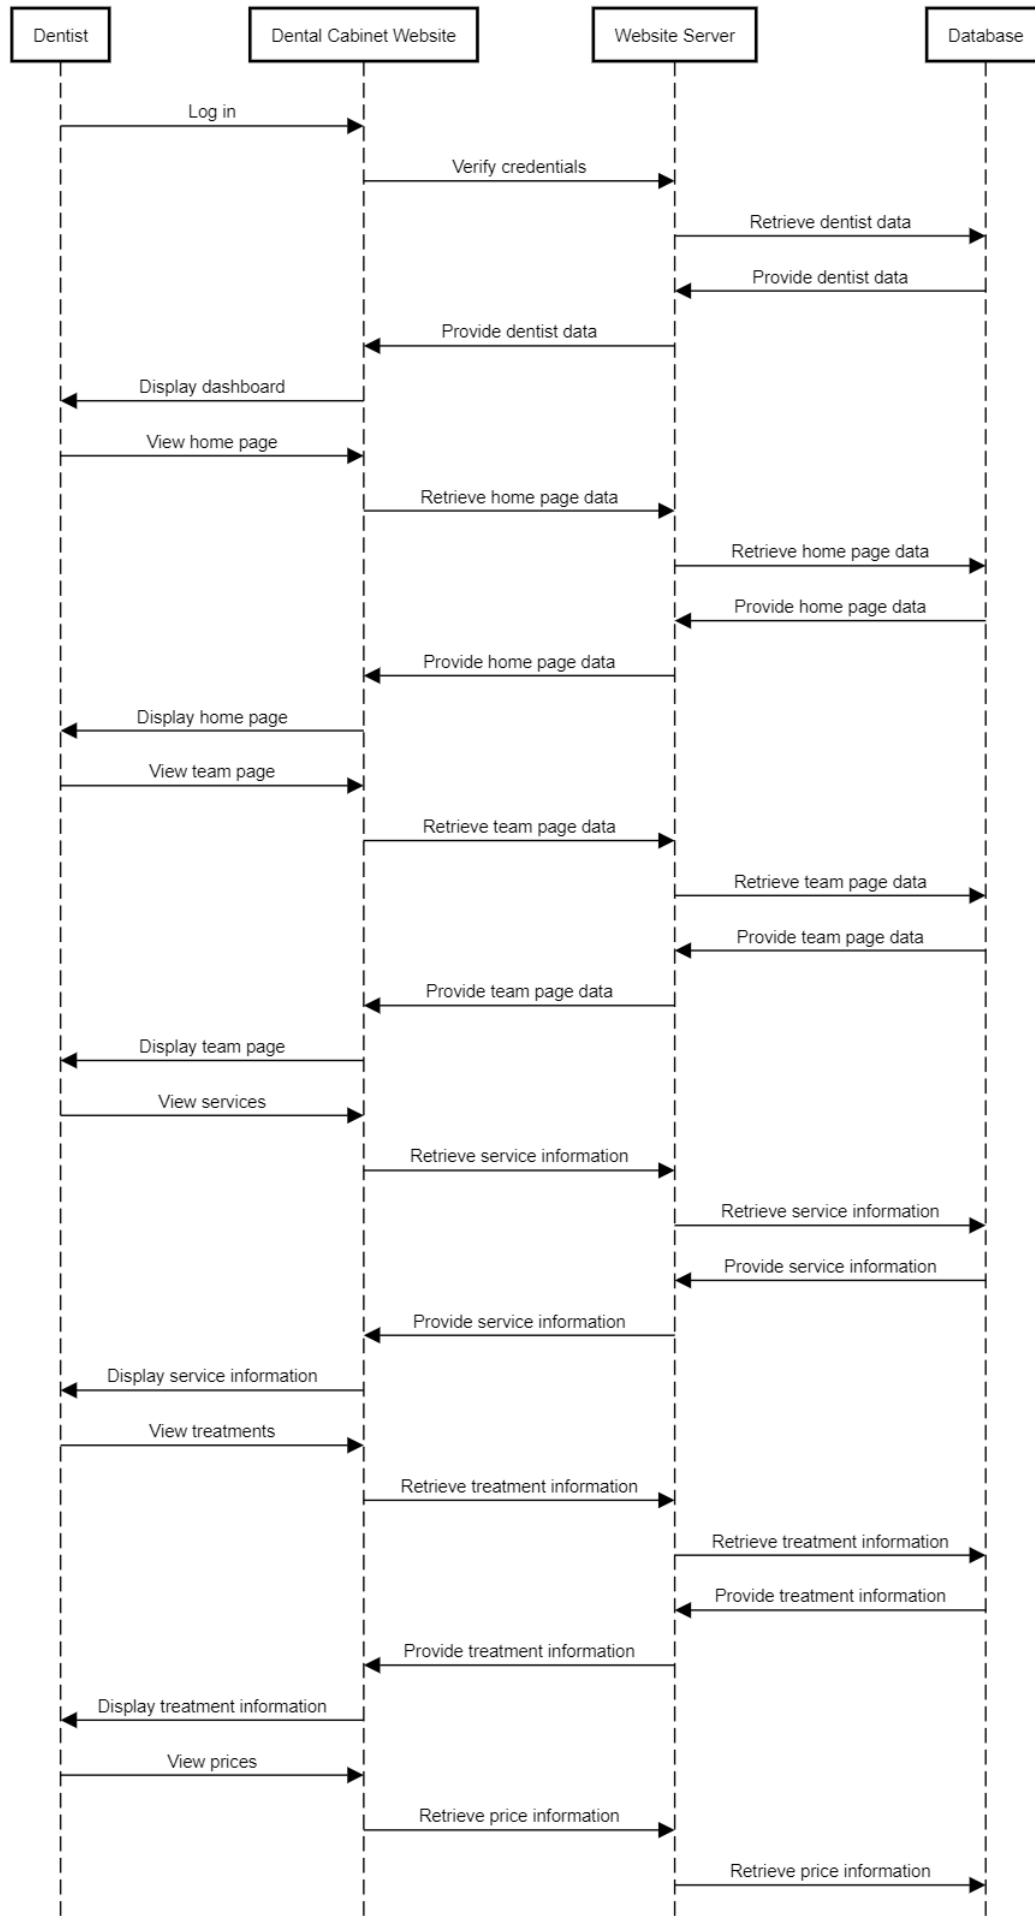 Dentist
Dental Cabinet Website
Website Server
Database
Log in
Verify credentials
Retrieve dentist data
Provide dentist data
Provide dentist data
Display dashboard
View home page
Retrieve home page data
Retrieve home page data
Provide home page data
Provide home page data
Display home page
View team page
Retrieve team page data
Retrieve team page data
Provide team page data
Provide team page data
Display team page
View services
Retrieve service information
Retrieve service information
Provide service information
Provide service information
Display service information
View treatments
Retrieve treatment information
Retrieve treatment information
Provide treatment information
Provide treatment information
Display treatment information
View prices
Retrieve price information
Retrieve price information